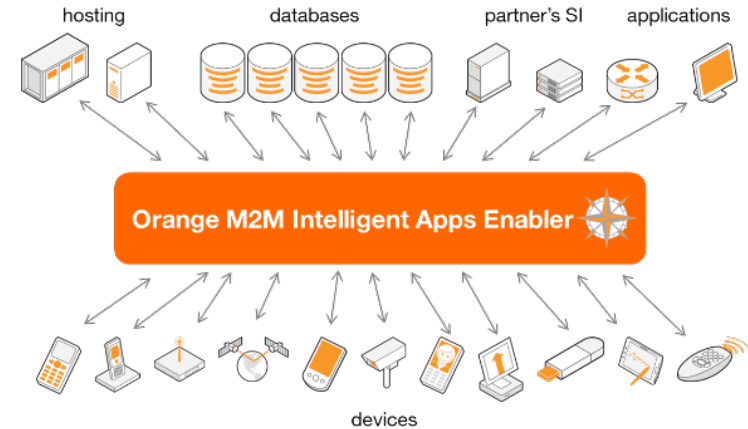 hosting
databases
partner's SI
applications
Orange M2M Intelligent Apps Enabler
devices